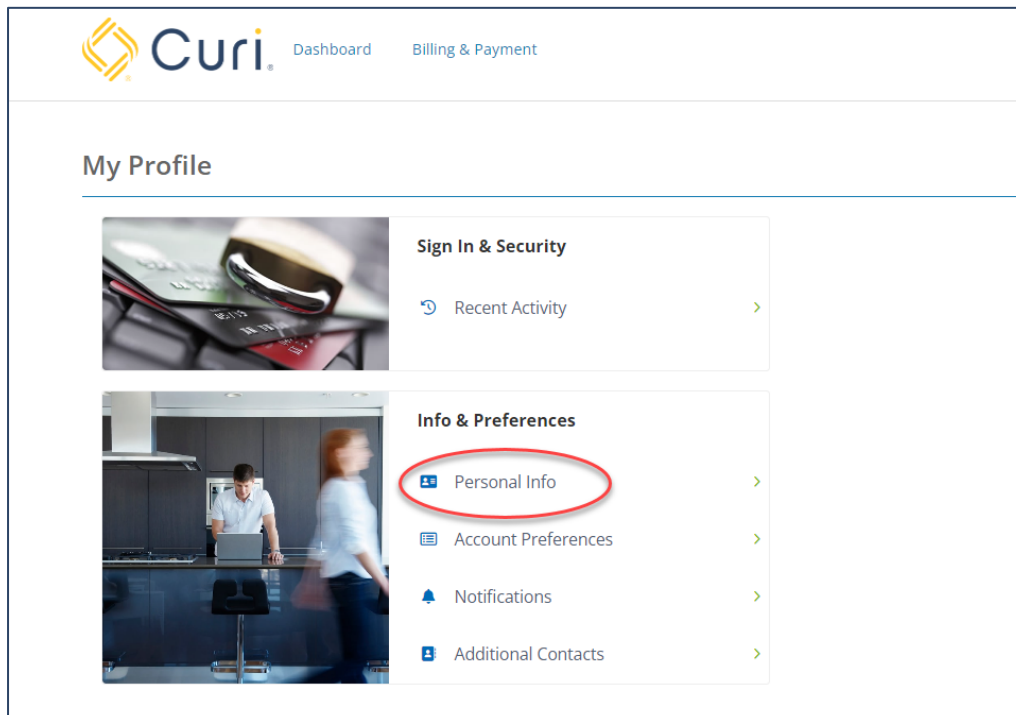 Curi®
Dashboard
Billing & Payment
My Profile
Sign In & Security
Recent Activity
Info & Preferences
Personal Info
Account Preferences
Notifications
Additional Contacts